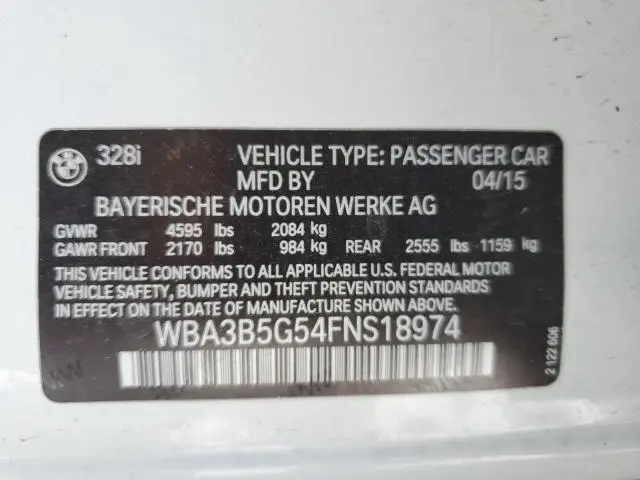 BMW
328i VEHICLE TYPE: PASSENGER CAR
MFD BY 04/15
BAYERISCHE MOTOREN WERKE AG
GVWR 4595 lbs 2084 kg
GAWR FRONT 2170 lbs 984 kg REAR 2555 lbs 1159 kg
THIS VEHICLE CONFORMS TO ALL APPLICABLE U.S. FEDERAL MOTOR
VEHICLE SAFETY, BUMPER AND THEFT PREVENTION STANDARDS
IN EFFECT ON THE DATE OF MANUFACTURE SHOWN ABOVE.
WBA3B5G54FNS18974
2 122 606